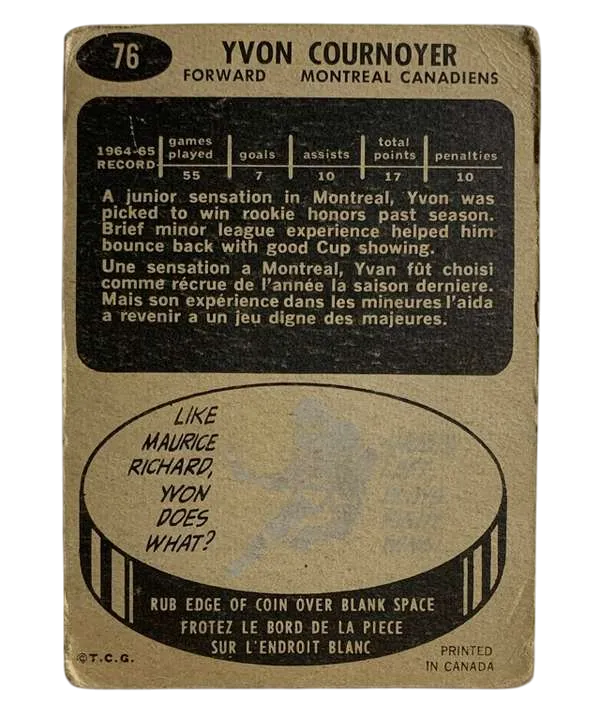 76
YVON COURNOYER
FORWARD MONTREAL CANADIENS
1964-65 RECORD games played goals assists total points penalties
55 7 10 17 10
A junior sensation in Montreal, Yvon was
picked to win rookie honors past season.
Brief minor league experience helped him
bounce back with good Cup showing.
Une sensation a Montreal, Yvan fût choisi
comme récrue de l'année la saison derniere.
Mais son expérience dans les mineures l'aida
a revenir a un jeu digne des majeures.
LIKE
MAURICE
RICHARD,
YVON
DOES
WHAT?
RUB EDGE OF COIN OVER BLANK SPACE
FROTEZ LE BORD DE LA PIECE
SUR L'ENDROIT BLANC
©T.C.G.
PRINTED
IN CANADA